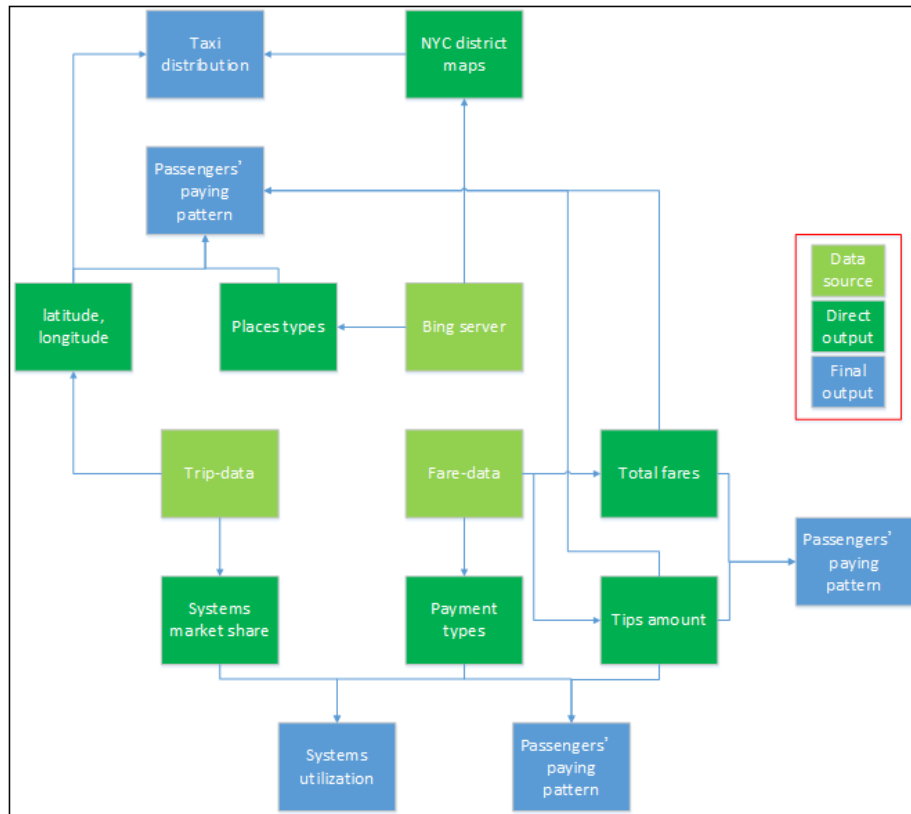 Taxi
distribution
NYC district
maps
Passengers'
paying
pattern
Data
source
Direct
output
Final
output
latitude,
longitude
Places types
Bing server
Trip-data
Fare-data
Total fares
Passengers'
paying
pattern
Systems
market share
Payment
types
Tips amount
Systems
utilization
Passengers'
paying
pattern